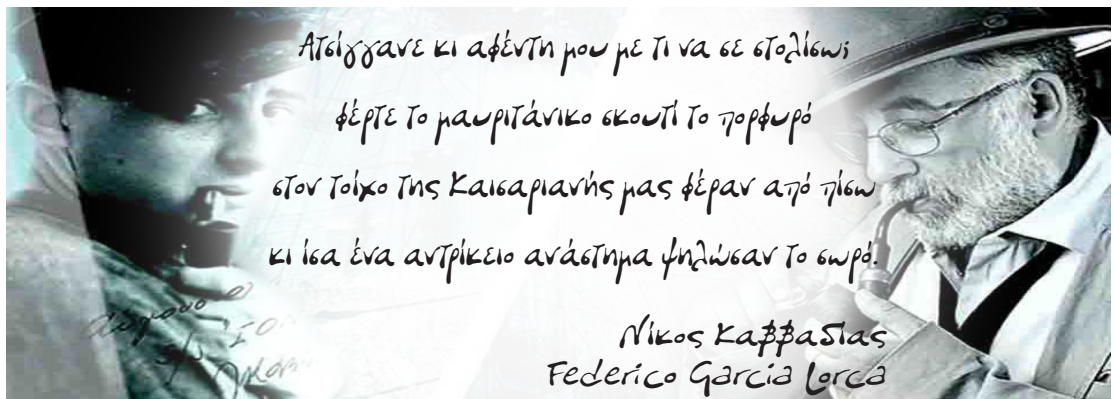 Ατσίγγανε κι αφέντη μου με τι να σε στολίσω;
φέρτε το μαυριτάνικο σκουτί το πορφυρό
στον τοίχο της Καισαριανής μας φέραν από πίσω
κι ίσα ένα αντρίκειο ανάστημα ψηλώσαν το σωρό.
Νίκος Καββαδίας
Federico Garcia Lorca